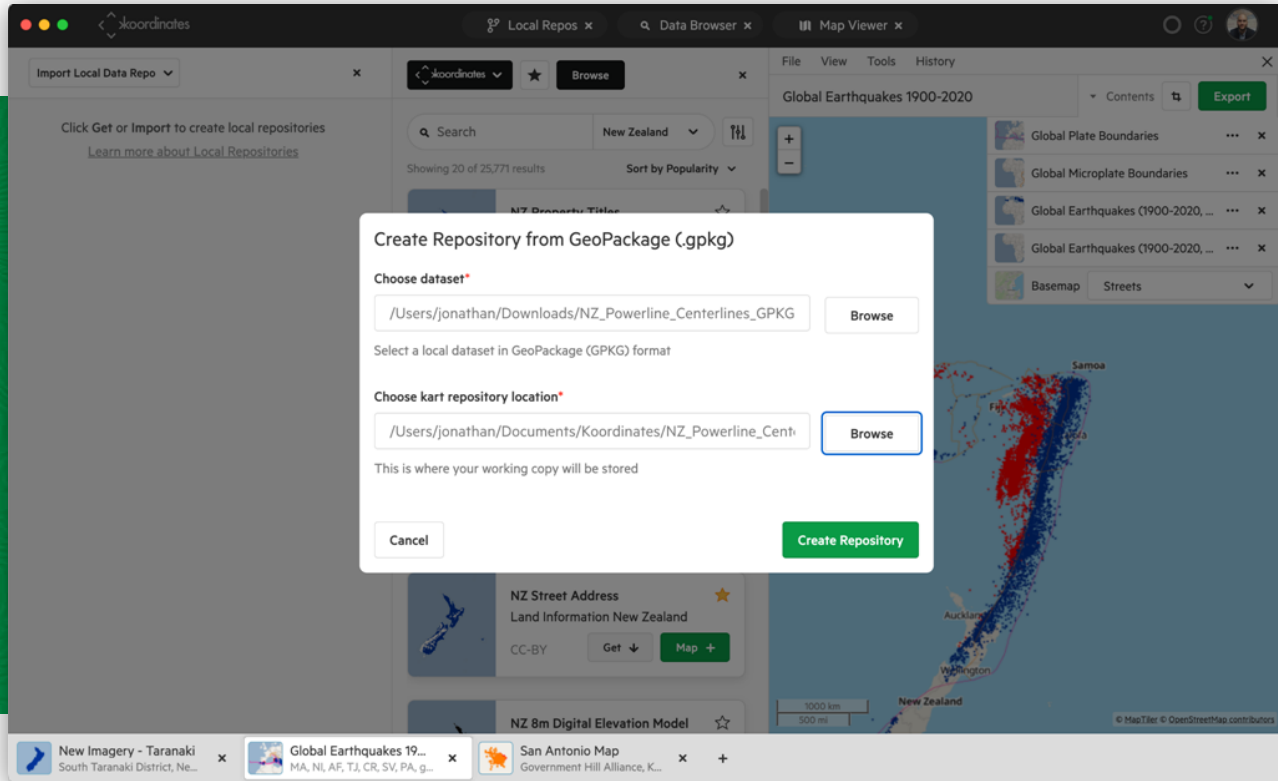 koordinates
Local Repos ×
Data Browser ×
Map Viewer ×
Import Local Data Repo
Click Get or Import to create local repositories
Learn more about Local Repositories
koordinates
Browse
Search
New Zealand
Showing 20 of 25,771 results
Sort by Popularity
NZ Property Titles
File View Tools History
Global Earthquakes 1900-2020
Contents
Export
Global Plate Boundaries
Global Microplate Boundaries
Global Earthquakes (1900-2020, ...
Global Earthquakes (1900-2020, ...
Basemap
Streets
Create Repository from GeoPackage (.gpkg)
Choose dataset*
/Users/jonathan/Downloads/NZ_Powerline_Centerlines_GPKG
Browse
Select a local dataset in GeoPackage (GPKG) format
Choose kart repository location*
/Users/jonathan/Documents/Koordinates/NZ_Powerline_Cent
Browse
This is where your working copy will be stored
Cancel
Create Repository
NZ Street Address
Land Information New Zealand
CC-BY
Get
Map +
NZ 8m Digital Elevation Model
Samoa
Auckland
Wellington
New Zealand
1000 km
500 mi
© MapTiler © OpenStreetMap contributors
New Imagery - Taranaki
South Taranaki District, Ne...
Global Earthquakes 19...
MA, NI, AF, TJ, CR, SV, PA, g...
San Antonio Map
Government Hill Alliance, K...